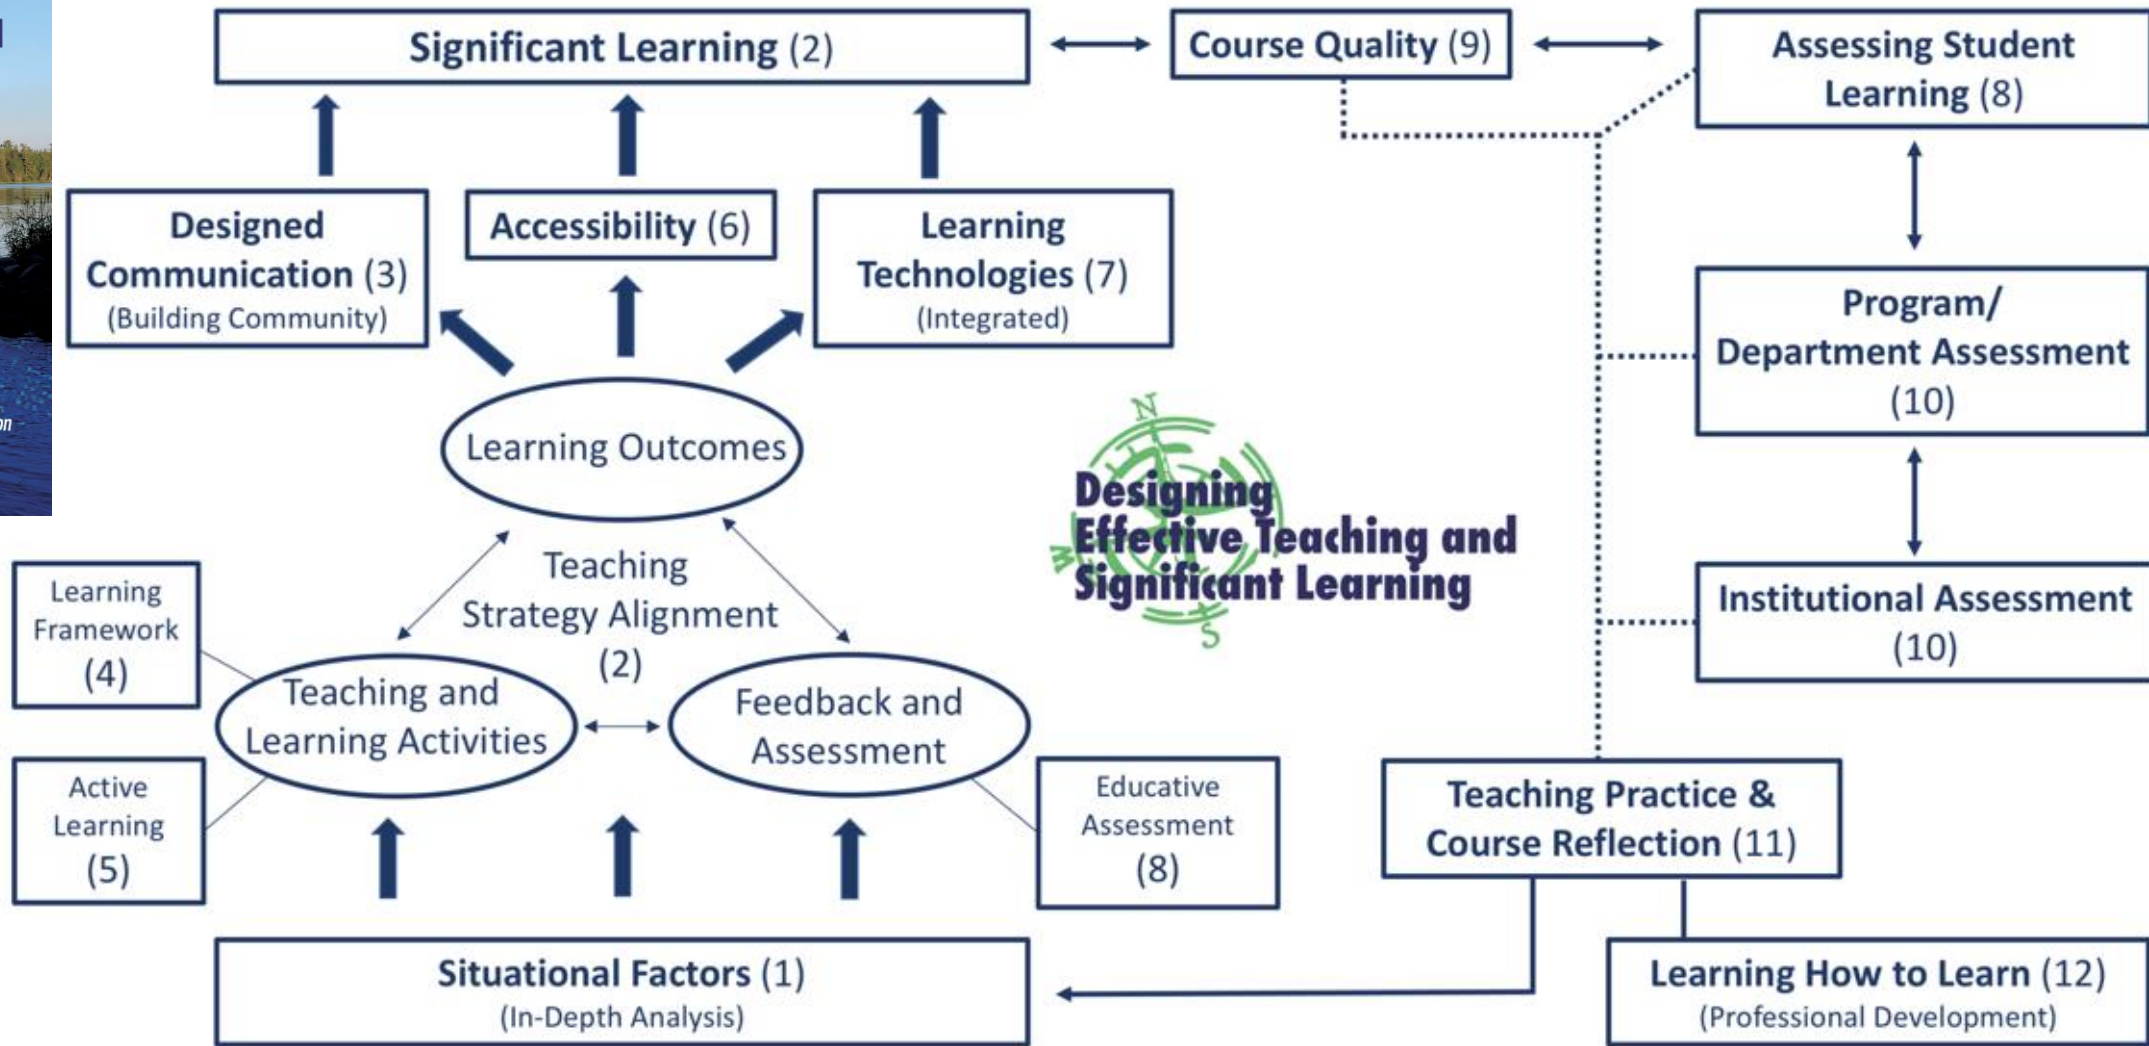 Significant Learning (2)
Course Quality (9)
Assessing Student
Learning (8)
Designed
Communication (3)
(Building Community)
Accessibility (6)
Learning
Technologies (7)
(Integrated)
Program/
Department Assessment
(10)
Learning Outcomes
N
Designing
Effective Teaching and
Significant Learning
W
S
Teaching
Strategy Alignment
(2)
Learning
Framework
(4)
Institutional Assessment
(10)
Teaching and
Learning Activities
Feedback and
Assessment
Active
Learning
(5)
Educative
Assessment
(8)
Teaching Practice &
Course Reflection (11)
Situational Factors (1)
(In-Depth Analysis)
Learning How to Learn (12)
(Professional Development)